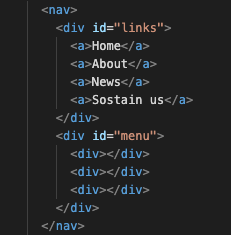 <nav>
<div id="links">
<a>Home</a>
<a>About</a>
<a>News</a>
<a>Sostain us</a>
</div>
<div id="menu">
<div></div>
<div></div>
<div></div>
</div>
</nav>